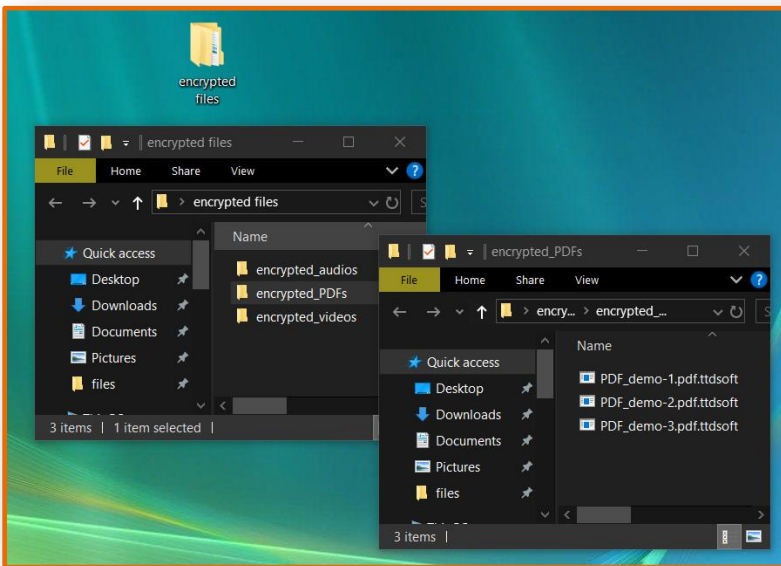 encrypted
files
encrypted files
File Home Share View
encrypted files
Name
Quick access
Desktop
Downloads
Documents
Pictures
files
encrypted_audios
encrypted_PDFs
encrypted_videos
3 items 1 item selected
encrypted_PDFs
File Home Share View
encry... encrypted_...
Name
Quick access
Desktop
Downloads
Documents
Pictures
files
PDF_demo-1.pdf.ttdsoft
PDF_demo-2.pdf.ttdsoft
PDF_demo-3.pdf.ttdsoft
3 items